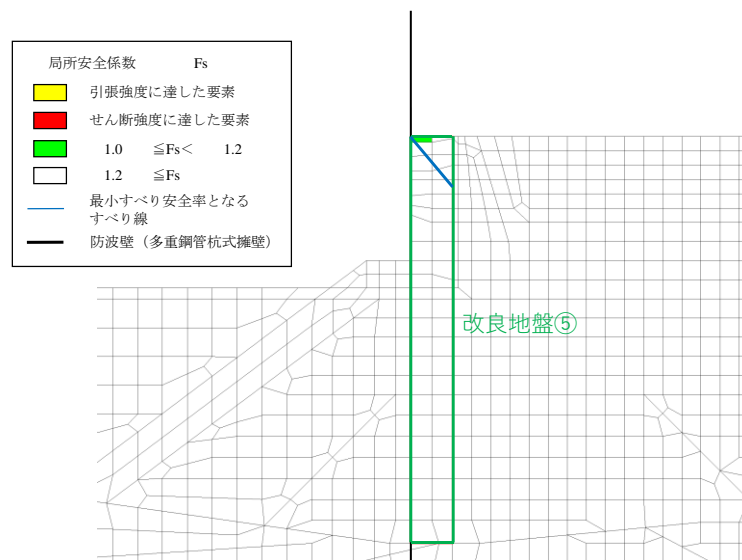 局所安全係数 Fs
引張強度に達した要素
せん断強度に達した要素
1.0 ≦Fs＜ 1.2
1.2 ≦Fs
最小すべり安全率となる
すべり線
防波壁（多重鋼管杭式擁壁）
改良地盤⑤